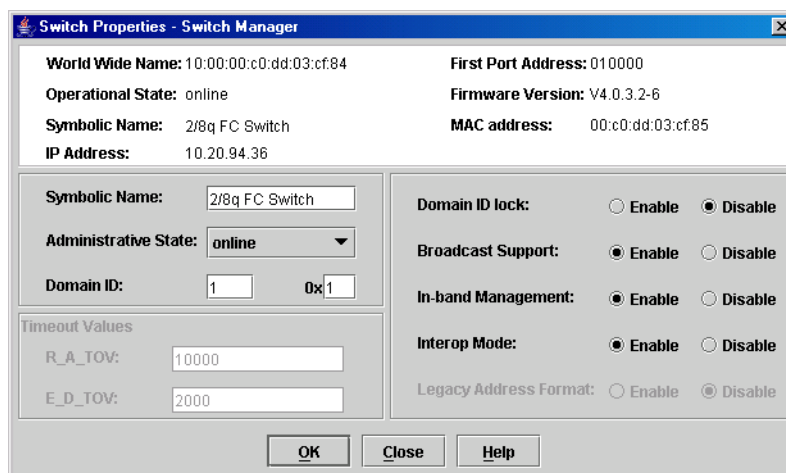 Switch Properties - Switch Manager
World Wide Name: 10:00:00:c0:dd:03:cf:84
First Port Address: 010000
Operational State: online
Firmware Version: V4.0.3.2-6
Symbolic Name: 2/8q FC Switch
MAC address: 00:c0:dd:03:cf:85
IP Address: 10.20.94.36
Symbolic Name: 2/8q FC Switch
Administrative State: online
Domain ID: 1 0x 1
Timeout Values
R_A_TOV: 10000
E_D_TOV: 2000
Domain ID lock: Enable Disable
Broadcast Support: Enable Disable
In-band Management: Enable Disable
Interop Mode: Enable Disable
Legacy Address Format: Enable Disable
OK Close Help